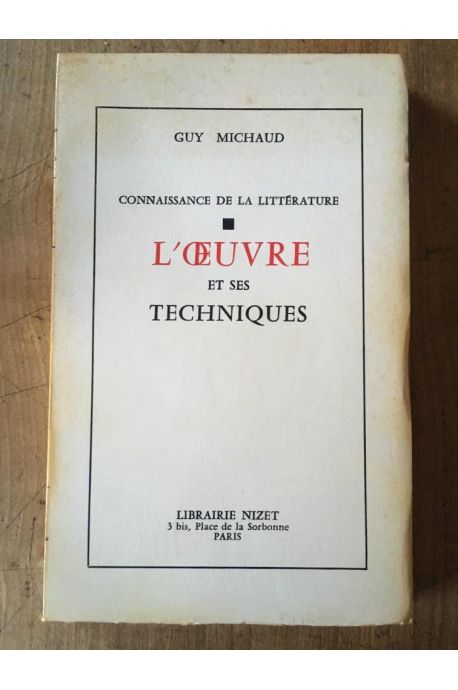 GUY MICHAUD
CONNAISSANCE DE LA LITTÉRATURE
L'ŒUVRE
ET SES
TECHNIQUES
LIBRAIRIE NIZET
3 bis, Place de la Sorbonne
PARIS